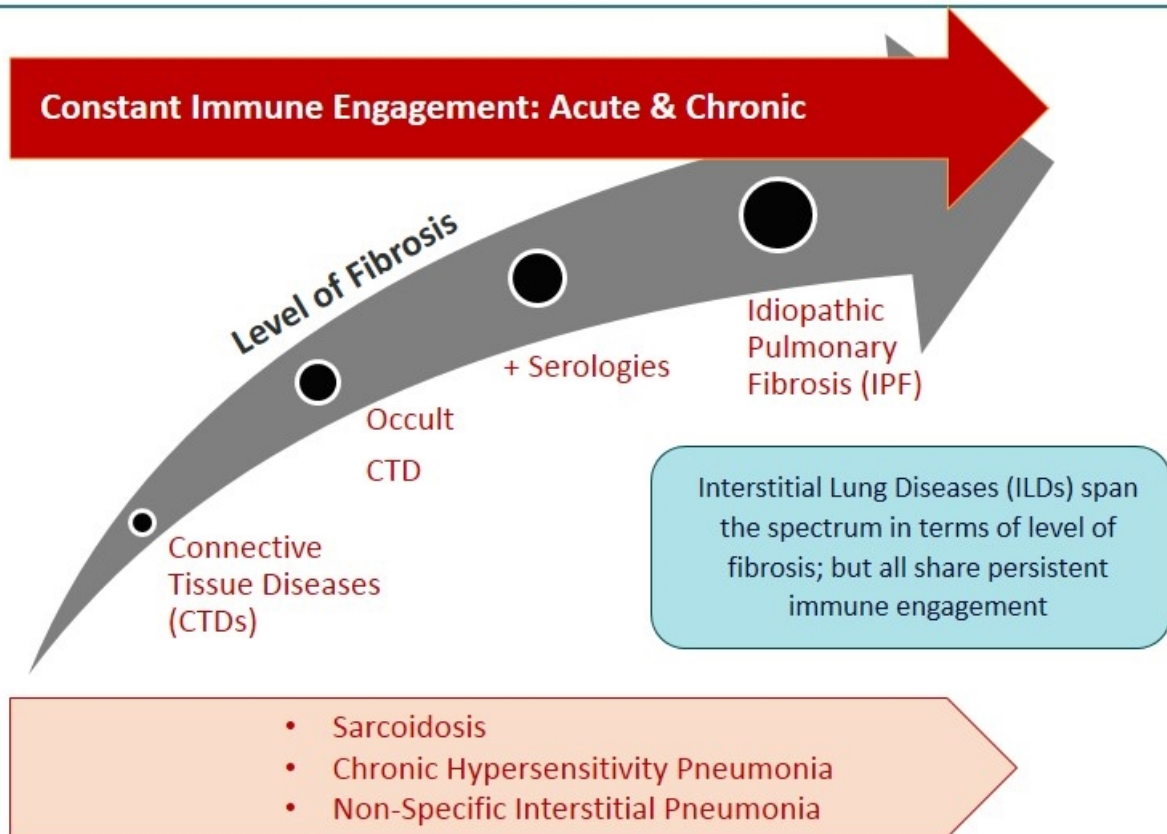 Constant Immune Engagement: Acute & Chronic
Level of Fibrosis
Idiopathic
Pulmonary
Fibrosis (IPF)
+ Serologies
Occult
CTD
Connective
Tissue Diseases
(CTDs)
Interstitial Lung Diseases (ILDs) span
the spectrum in terms of level of
fibrosis; but all share persistent
immune engagement
• Sarcoidosis
• Chronic Hypersensitivity Pneumonia
• Non-Specific Interstitial Pneumonia